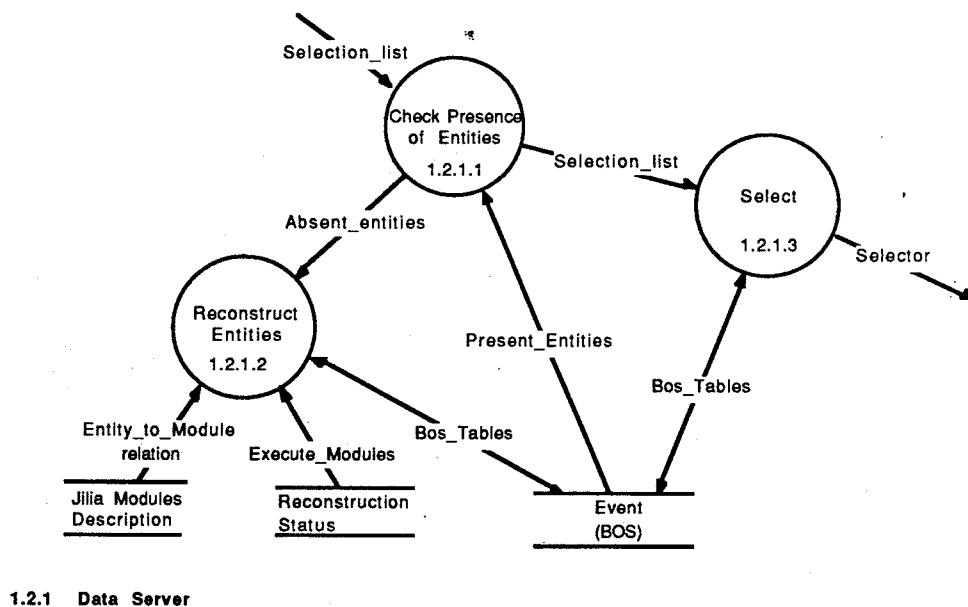 Selection_list
Check Presence
of Entities
1.2.1.1
Selection_list
Select
1.2.1.3
Selector
Absent_entities
Reconstruct
Entities
1.2.1.2
Present_Entities
Bos_Tables
Entity_to_Module
relation
Execute_Modules
Bos_Tables
Jilia Modules
Description
Reconstruction
Status
Event
(BOS)
1.2.1 Data Server